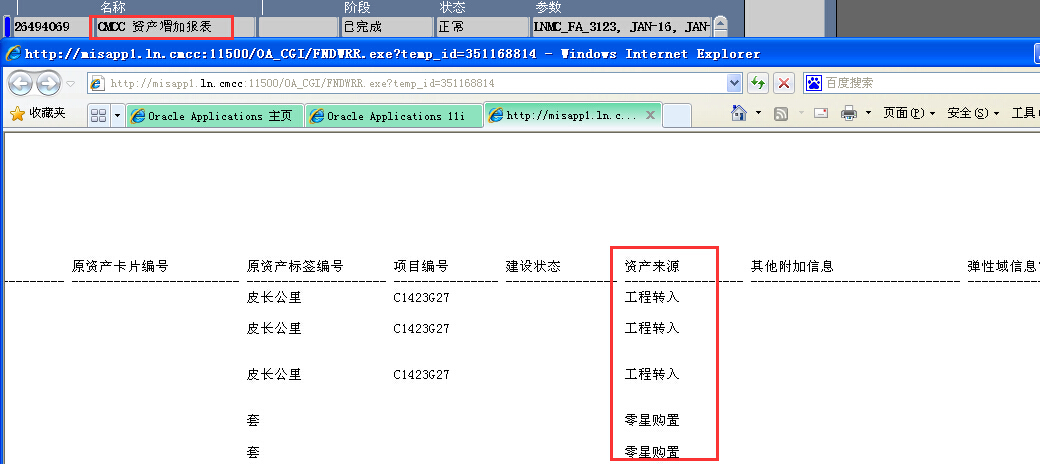 名称 阶段 状态 参数
26494069 CMCC 资产增加报表 已完成 正常 LNMC_FA_3123, JAN-16, JAN-
http://misapp1.ln.cmcc:11500/OA_CGI/FNDWRR.exe?temp_id=351168814 - Windows Internet Explorer
http://misapp1.ln.cmcc:11500/OA_CGI/FNDWRR.exe?temp_id=351168814 百度搜索
收藏夹 Oracle Applications 主页 Oracle Applications 11i http://misapp1.ln.c... 页面(P) 安全(S) 工具
原资产卡片编号 原资产标签编号 项目编号 建设状态 资产来源 其他附加信息 弹性域信息
皮长公里 C1423G27 工程转入
皮长公里 C1423G27 工程转入
皮长公里 C1423G27 工程转入
套 零星购置
套 零星购置